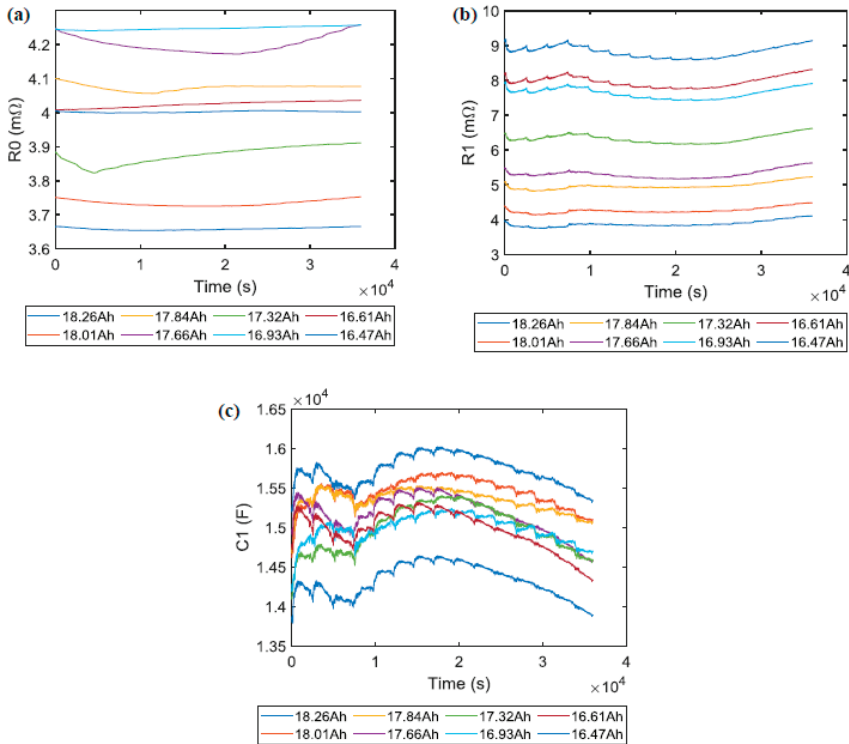 (a)
4.2
4.1
4
3.9
3.8
3.7
3.6
R0 (mΩ)
0 1 2 3 4
Time (s)
×10⁴
18.26Ah 17.84Ah 17.32Ah 16.61Ah
18.01Ah 17.66Ah 16.93Ah 16.47Ah
(b)
10
9
8
7
6
5
4
3
R1 (mΩ)
0 1 2 3 4
Time (s)
×10⁴
18.26Ah 17.84Ah 17.32Ah 16.61Ah
18.01Ah 17.66Ah 16.93Ah 16.47Ah
(c)
×10⁴
1.65
1.6
1.55
1.5
1.45
1.4
1.35
C1 (F)
0 1 2 3 4
Time (s)
×10⁴
18.26Ah 17.84Ah 17.32Ah 16.61Ah
18.01Ah 17.66Ah 16.93Ah 16.47Ah